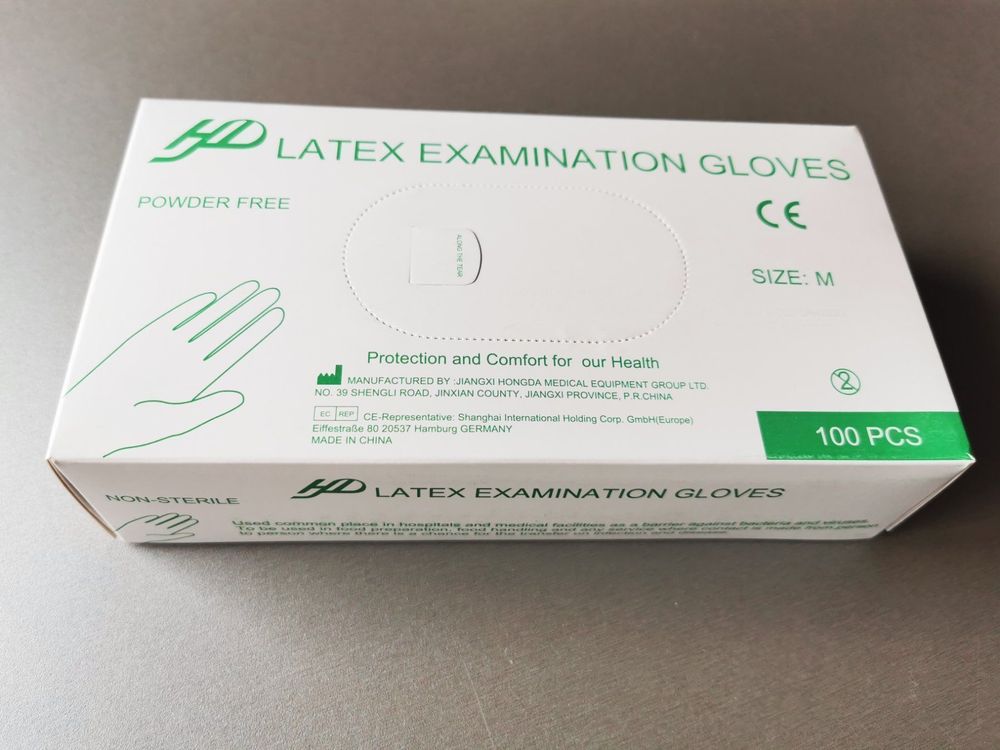 HD LATEX EXAMINATION GLOVES
POWDER FREE
CE
ALONG THE TEAR
SIZE: M
Protection and Comfort for our Health
MANUFACTURED BY :JIANGXI HONGDA MEDICAL EQUIPMENT GROUP LTD.
NO. 39 SHENGLI ROAD, JINXIAN COUNTY, JIANGXI PROVINCE, P.R.CHINA
2
EC REP CE-Representative: Shanghai International Holding Corp. GmbH(Europe)
Eiffestraße 80 20537 Hamburg GERMANY
MADE IN CHINA
100 PCS
NON-STERILE
HD LATEX EXAMINATION GLOVES
Used common place in hospitals and medical facilities as a barrier against bacteria and viruses.
To be used in food preparation, food handling and any service where contact is made from person
to person where there is a chance for the transfer on infection and disease.